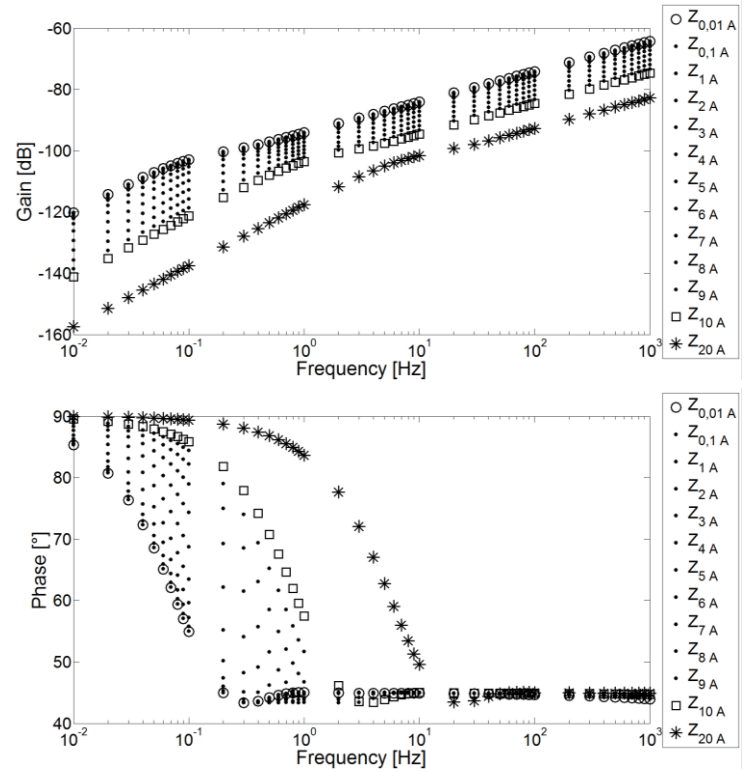 -60
-80
-100
-120
-140
-160
Gain [dB]
10⁻² 10⁻¹ 10⁰ 10¹ 10² 10³
Frequency [Hz]
Z0,01 A
Z0,1 A
Z1 A
Z2 A
Z3 A
Z4 A
Z5 A
Z6 A
Z7 A
Z8 A
Z9 A
Z10 A
Z20 A
90
80
70
60
50
40
Phase [°]
10⁻² 10⁻¹ 10⁰ 10¹ 10² 10³
Frequency [Hz]
Z0,01 A
Z0,1 A
Z1 A
Z2 A
Z3 A
Z4 A
Z5 A
Z6 A
Z7 A
Z8 A
Z9 A
Z10 A
Z20 A